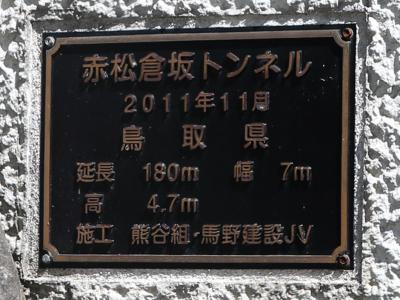 赤松倉坂トンネル
2011年11月
鳥取県
延長 180m 幅 7m
高 4.7m
施工 熊谷組・馬野建設JV